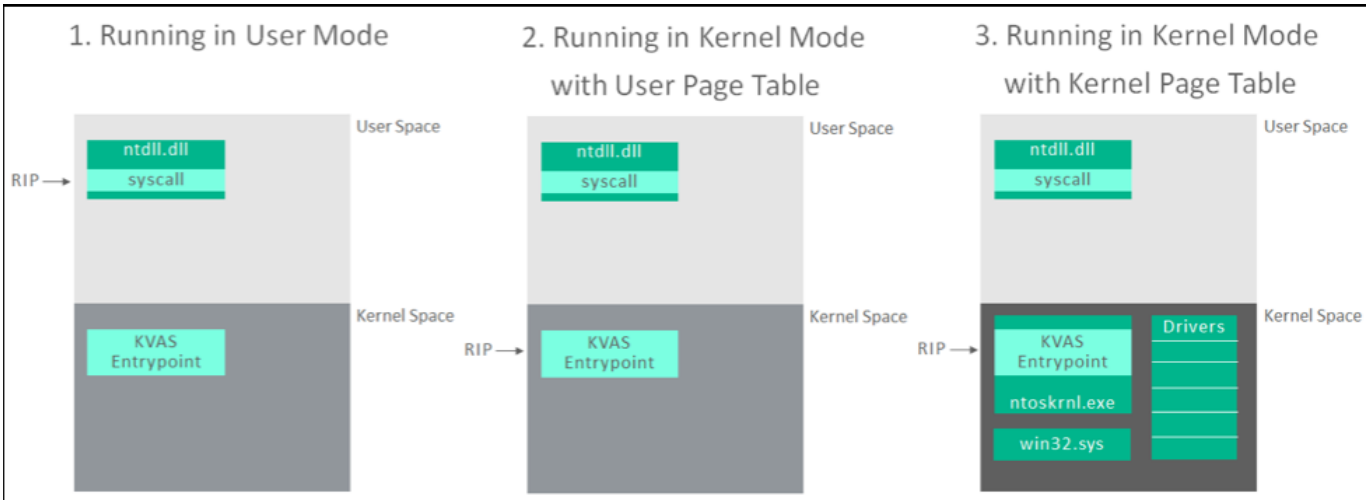 1. Running in User Mode
User Space
ntdll.dll
syscall
RIP
Kernel Space
KVAS
Entrypoint
2. Running in Kernel Mode
with User Page Table
User Space
ntdll.dll
syscall
Kernel Space
RIP
KVAS
Entrypoint
3. Running in Kernel Mode
with Kernel Page Table
User Space
ntdll.dll
syscall
Kernel Space
RIP
KVAS
Entrypoint
ntoskrnl.exe
win32.sys
Drivers